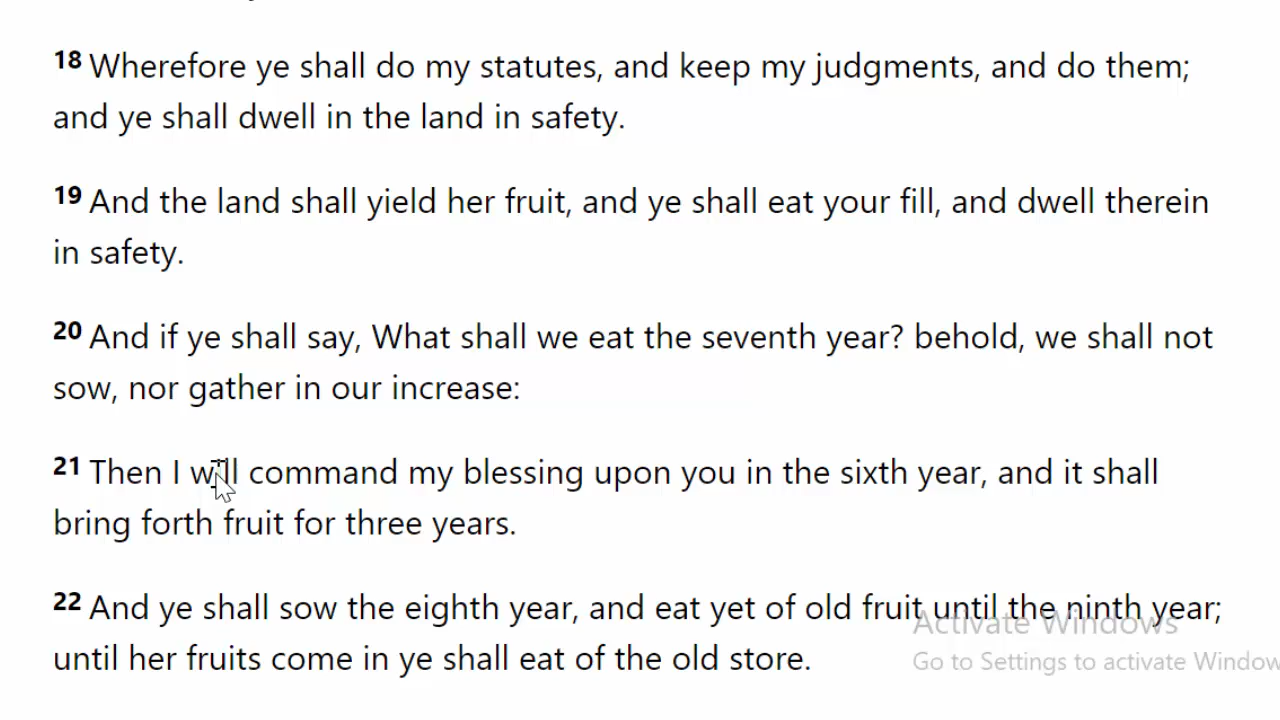 18 Wherefore ye shall do my statutes, and keep my judgments, and do them;
and ye shall dwell in the land in safety.
19 And the land shall yield her fruit, and ye shall eat your fill, and dwell therein
in safety.
20 And if ye shall say, What shall we eat the seventh year? behold, we shall not
sow, nor gather in our increase:
21 Then I will command my blessing upon you in the sixth year, and it shall
bring forth fruit for three years.
22 And ye shall sow the eighth year, and eat yet of old fruit until the ninth year;
until her fruits come in ye shall eat of the old store.
Activate Windows
Go to Settings to activate Window